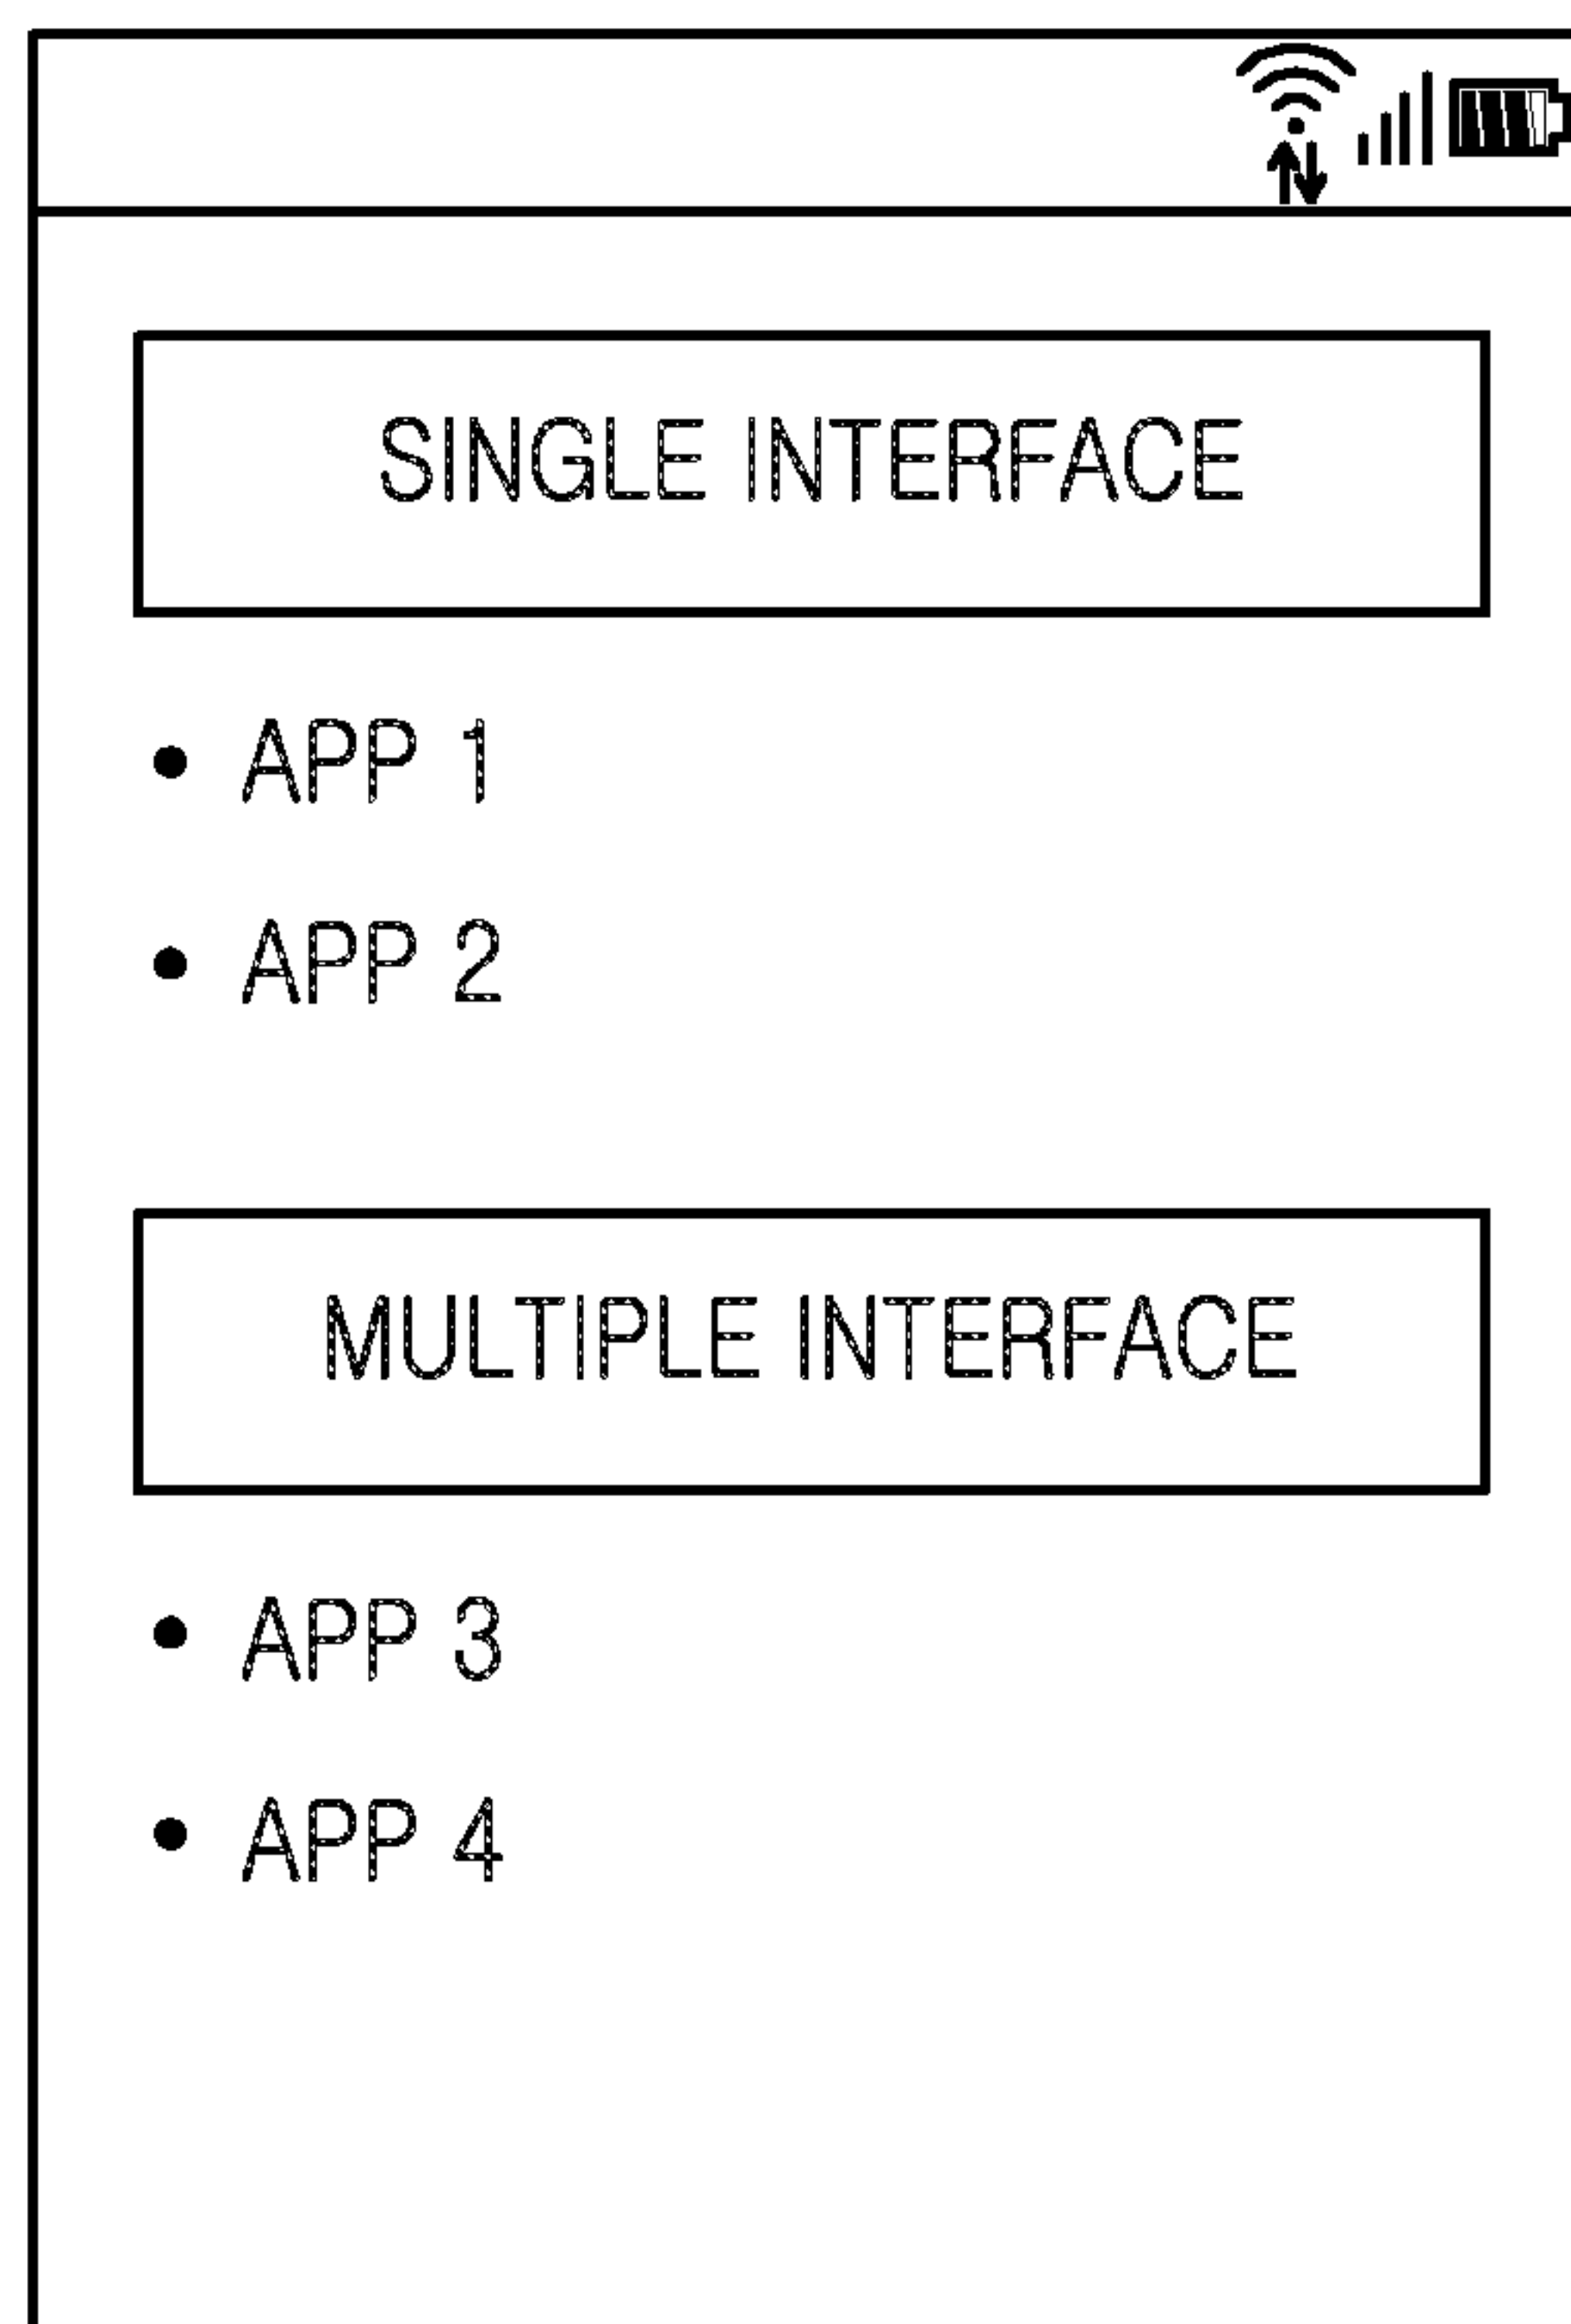 SINGLE INTERFACE
• APP 1
• APP 2
MULTIPLE INTERFACE
• APP 3
• APP 4